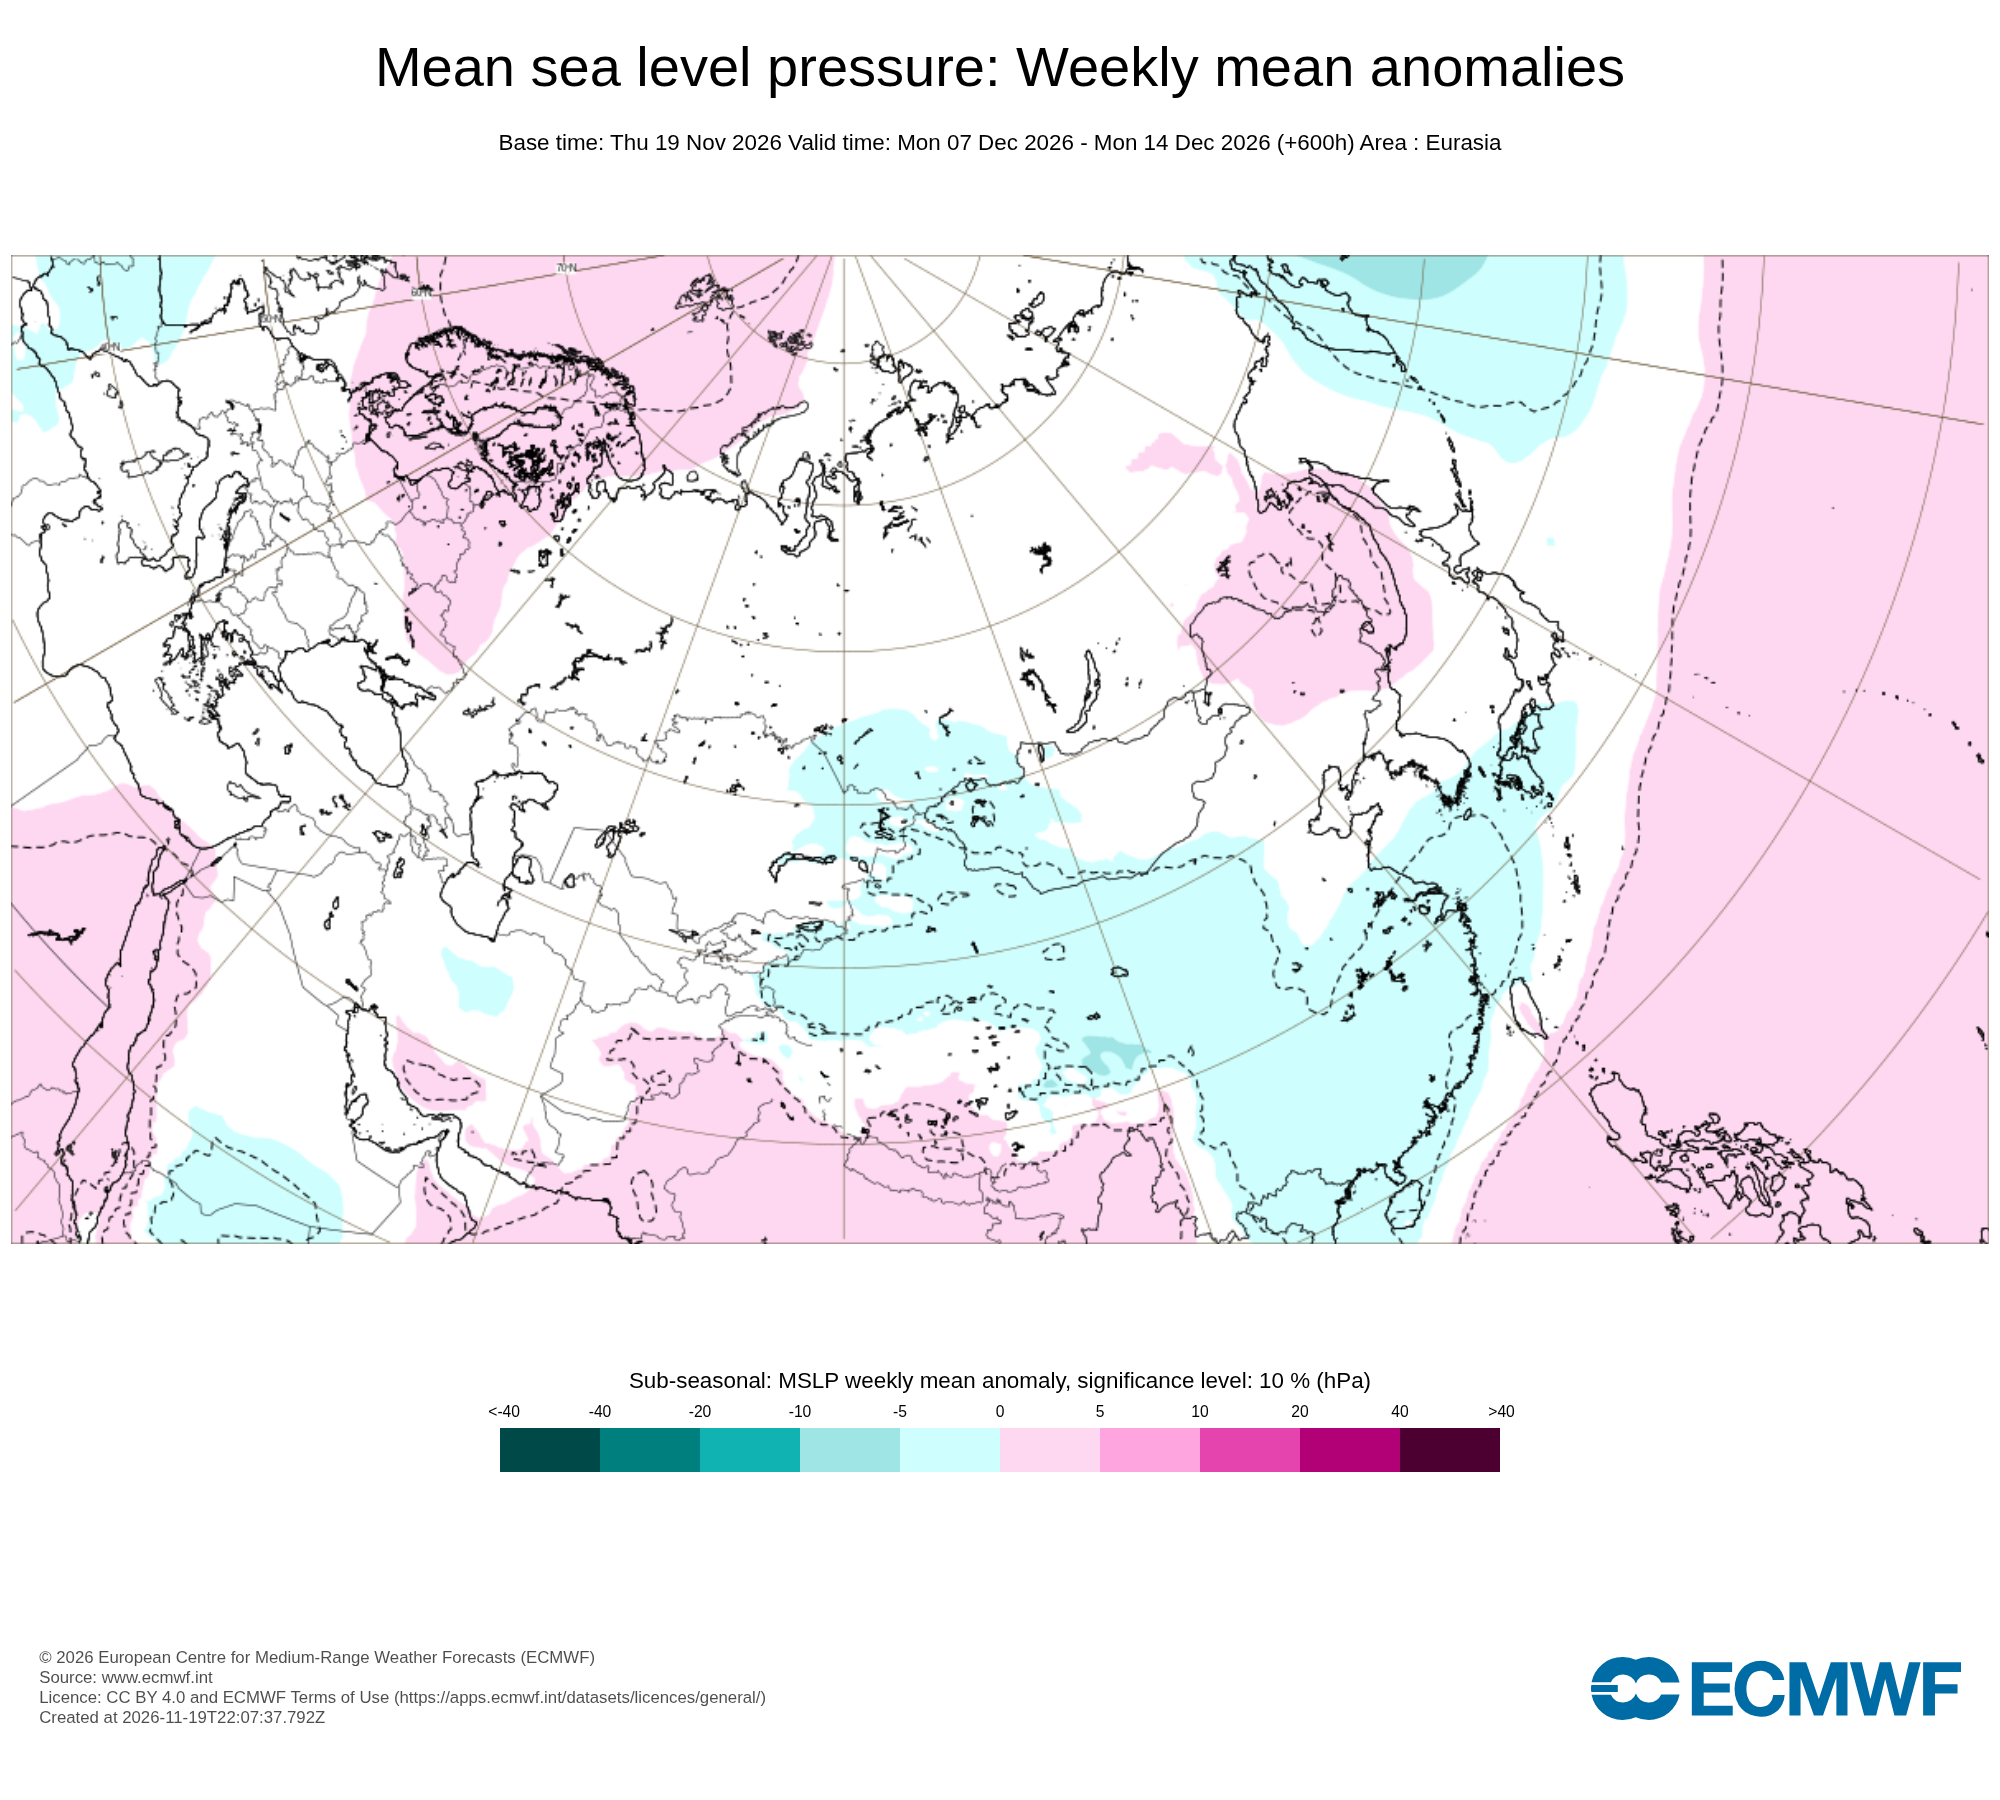 Mean sea level pressure: Weekly mean anomalies
Base time: Thu 19 Nov 2026 Valid time: Mon 07 Dec 2026 - Mon 14 Dec 2026 (+600h) Area : Eurasia
70°N
60°N
50°N
40°N
Sub-seasonal: MSLP weekly mean anomaly, significance level: 10 % (hPa)
<-40 -40 -20 -10 -5 0 5 10 20 40 >40
© 2026 European Centre for Medium-Range Weather Forecasts (ECMWF)
Source: www.ecmwf.int
Licence: CC BY 4.0 and ECMWF Terms of Use (https://apps.ecmwf.int/datasets/licences/general/)
Created at 2026-11-19T22:07:37.792Z
ECMWF